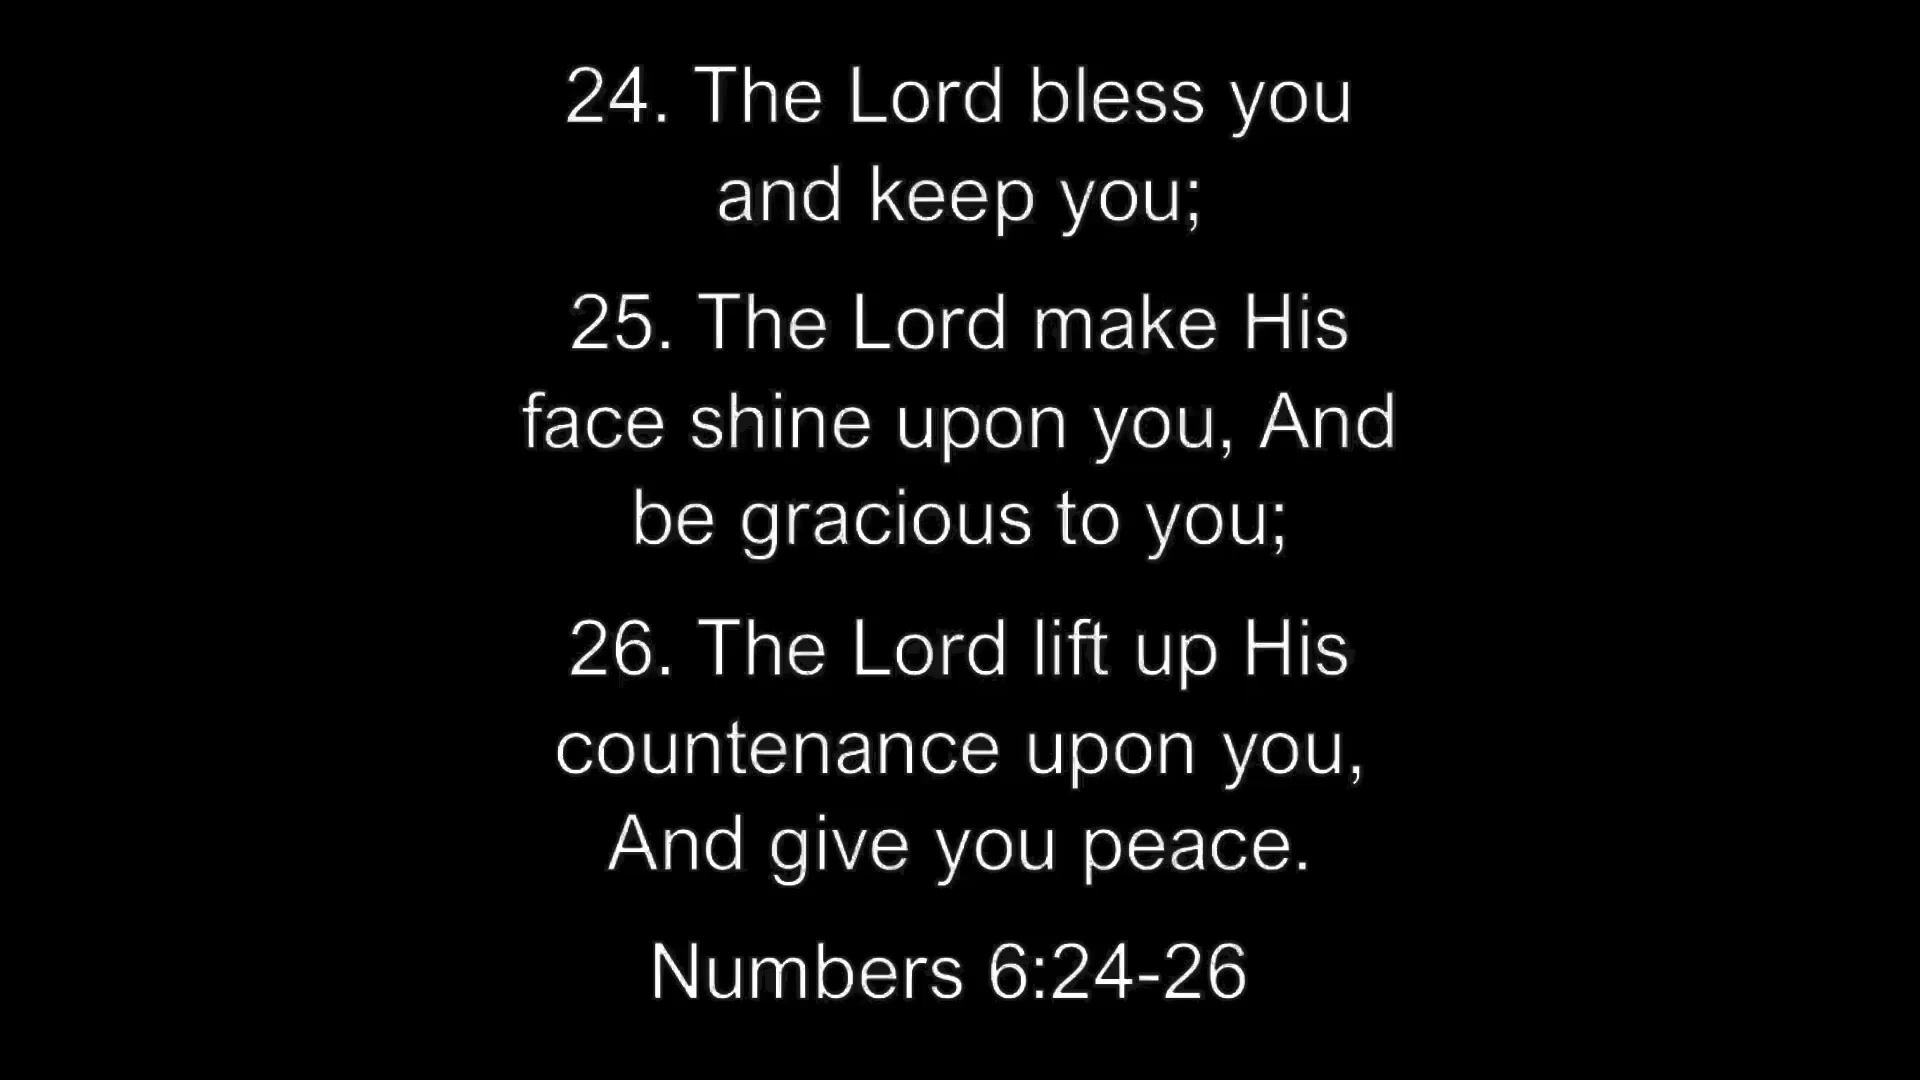 24. The Lord bless you
and keep you;
25. The Lord make His
face shine upon you, And
be gracious to you;
26. The Lord lift up His
countenance upon you,
And give you peace.
Numbers 6:24-26